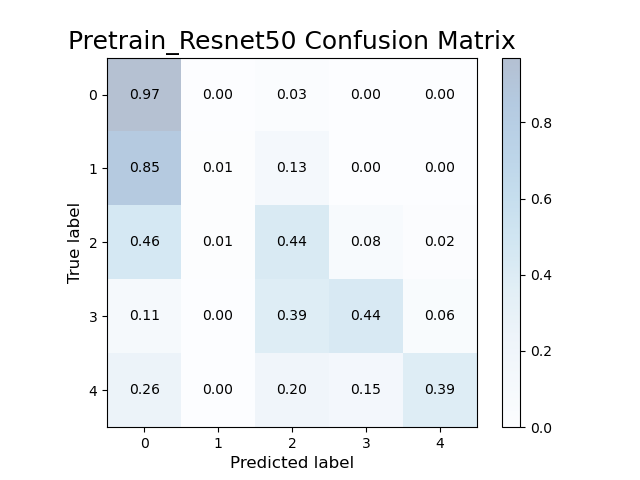 Pretrain_Resnet50 Confusion Matrix
True label
0 0.97 0.00 0.03 0.00 0.00
1 0.85 0.01 0.13 0.00 0.00
2 0.46 0.01 0.44 0.08 0.02
3 0.11 0.00 0.39 0.44 0.06
4 0.26 0.00 0.20 0.15 0.39
0 1 2 3 4
Predicted label
0.8
0.6
0.4
0.2
0.0